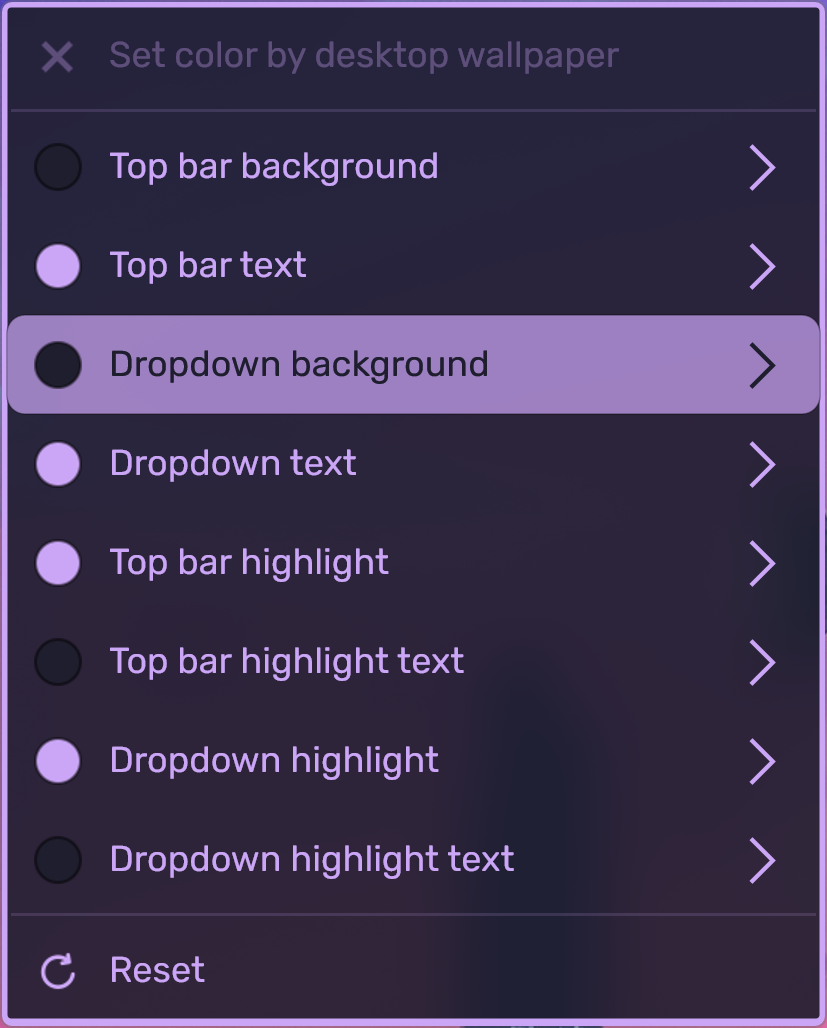 Set color by desktop wallpaper
Top bar background
Top bar text
Dropdown background
Dropdown text
Top bar highlight
Top bar highlight text
Dropdown highlight
Dropdown highlight text
Reset